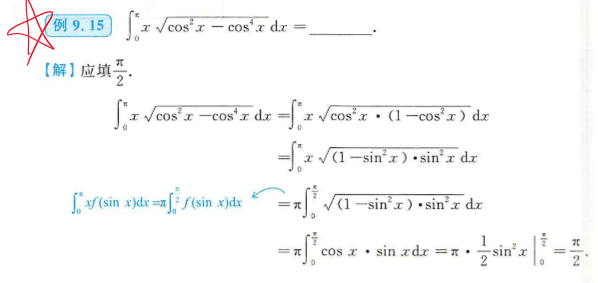 例 9.15 ∫₀^π x √(cos²x − cos⁴x) dx = ________.
【解】应填 π/2.
∫₀^π x √(cos²x −cos⁴x) dx =∫₀^π x √(cos²x • (1−cos²x)) dx
=∫₀^π x √((1−sin²x)•sin²x) dx
∫₀^π xf(sin x)dx=π∫₀^(π/2) f(sin x)dx =π∫₀^(π/2) √((1−sin²x)•sin²x) dx
=π∫₀^(π/2) cos x • sin xdx =π • 1/2 sin²x |₀^(π/2) = π/2.